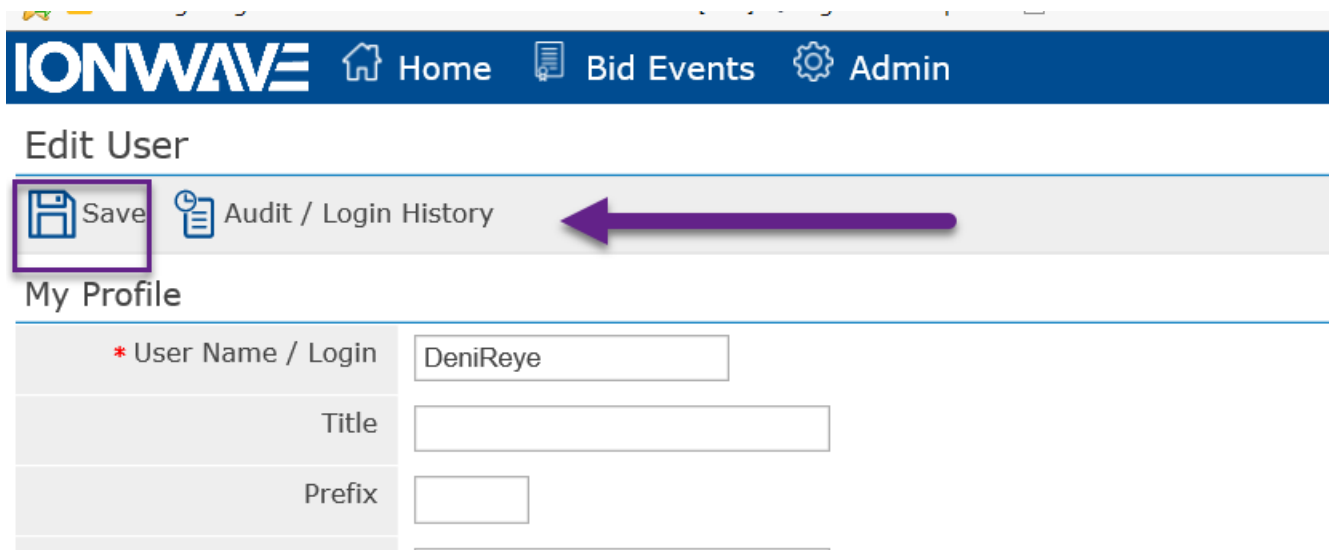 IONWAVE Home Bid Events Admin
Edit User
Save Audit / Login History
My Profile
* User Name / Login DeniReye
Title
Prefix